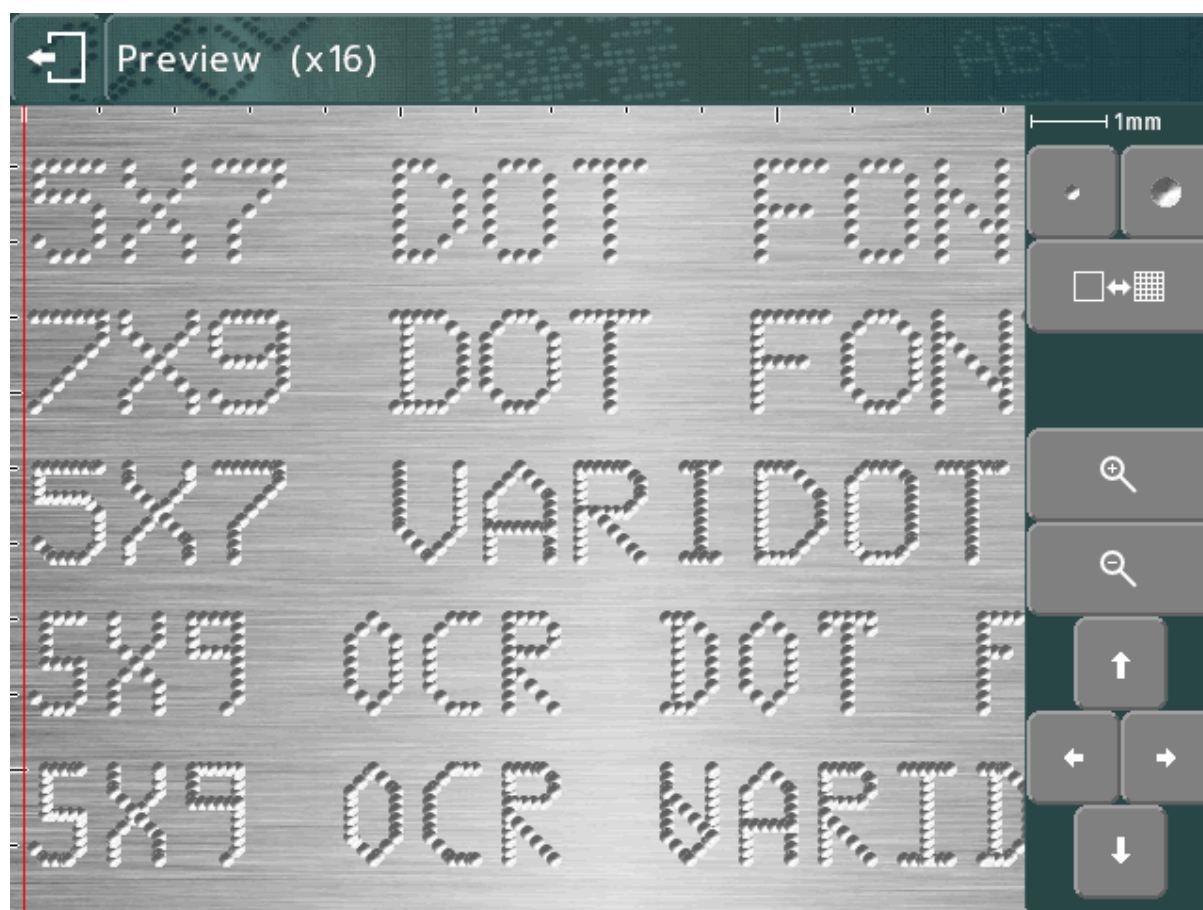 Preview (x16)
1mm
5X7 DOT FON
7X9 DOT FON
5X7 VARIDOT
5X9 OCR DOT F
5X9 OCR VARID